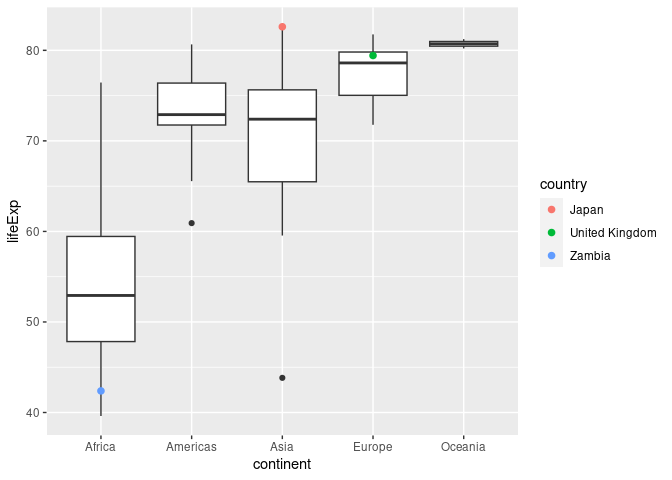 80
70
60
50
40
lifeExp
Africa Americas Asia Europe Oceania
continent
country
Japan
United Kingdom
Zambia